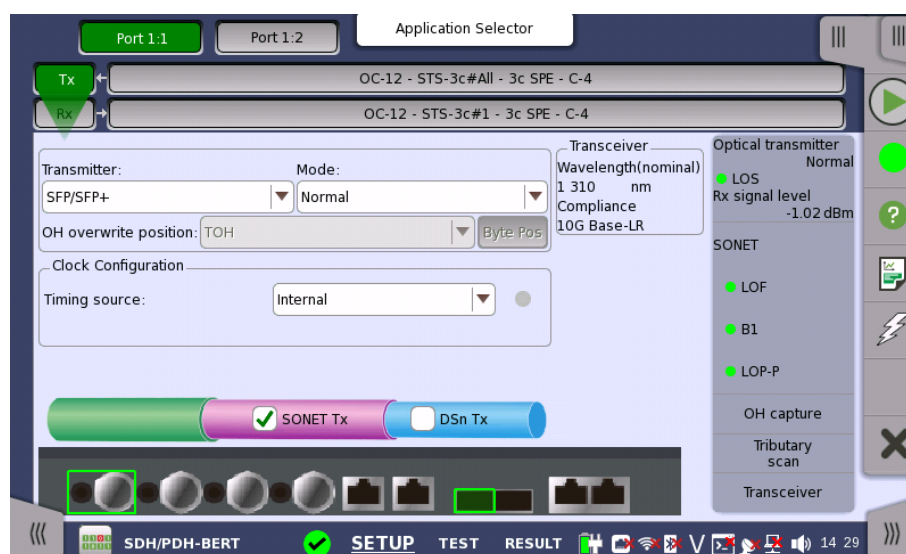 Application Selector
Port 1:1
Port 1:2
Tx
OC-12 - STS-3c#All - 3c SPE - C-4
Rx
OC-12 - STS-3c#1 - 3c SPE - C-4
Transmitter:
Mode:
SFP/SFP+
Normal
OH overwrite position:
TOH
Byte Pos
Clock Configuration
Timing source:
Internal
Transceiver
Wavelength(nominal)
1 310 nm
Compliance
10G Base-LR
Optical transmitter
Normal
LOS
Rx signal level
-1.02 dBm
SONET
LOF
B1
LOP-P
OH capture
Tributary
scan
Transceiver
SONET Tx
DSn Tx
SDH/PDH-BERT
SETUP
TEST
RESULT
14 29